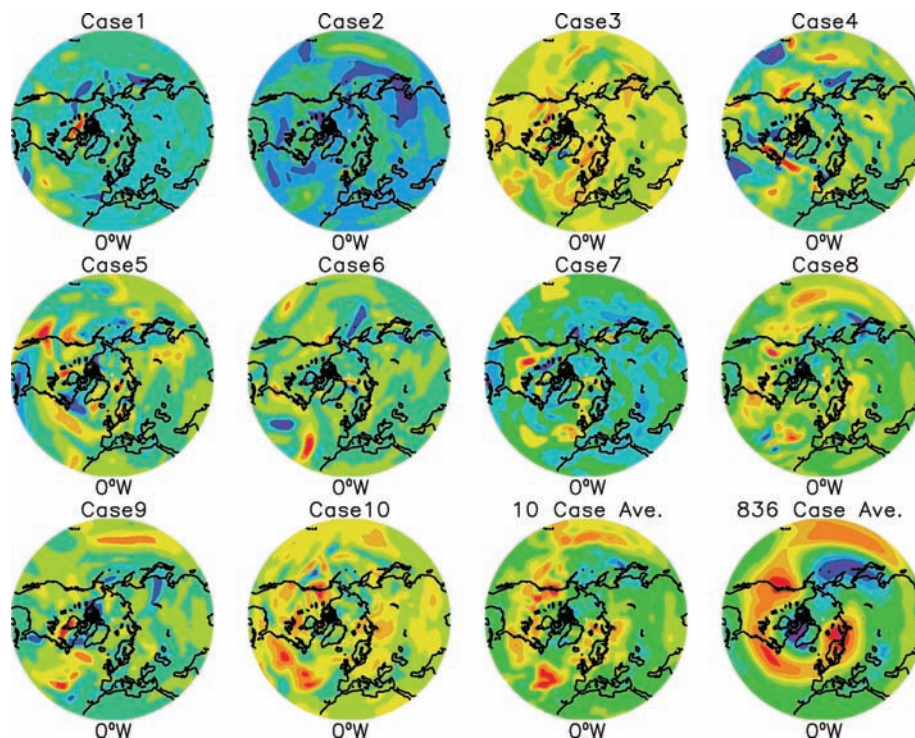 Case1 Case2 Case3 Case4
0°W 0°W 0°W 0°W
Case5 Case6 Case7 Case8
0°W 0°W 0°W 0°W
Case9 Case10 10 Case Ave. 836 Case Ave.
0°W 0°W 0°W 0°W